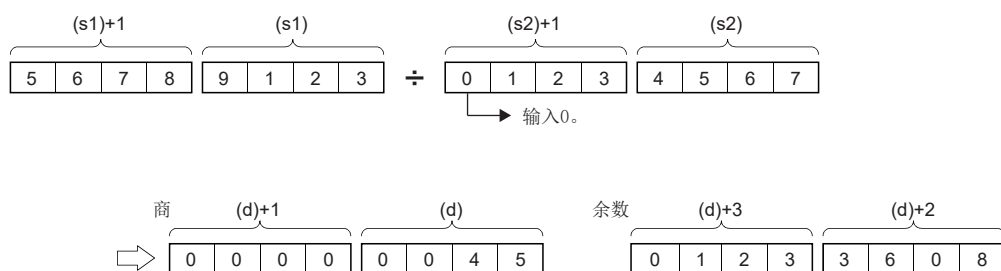 (s1)+1 (s1) (s2)+1 (s2)
5 6 7 8 9 1 2 3 ÷ 0 1 2 3 4 5 6 7
输入0。
商 (d)+1 (d) 余数 (d)+3 (d)+2
0 0 0 0 0 0 4 5 0 1 2 3 3 6 0 8